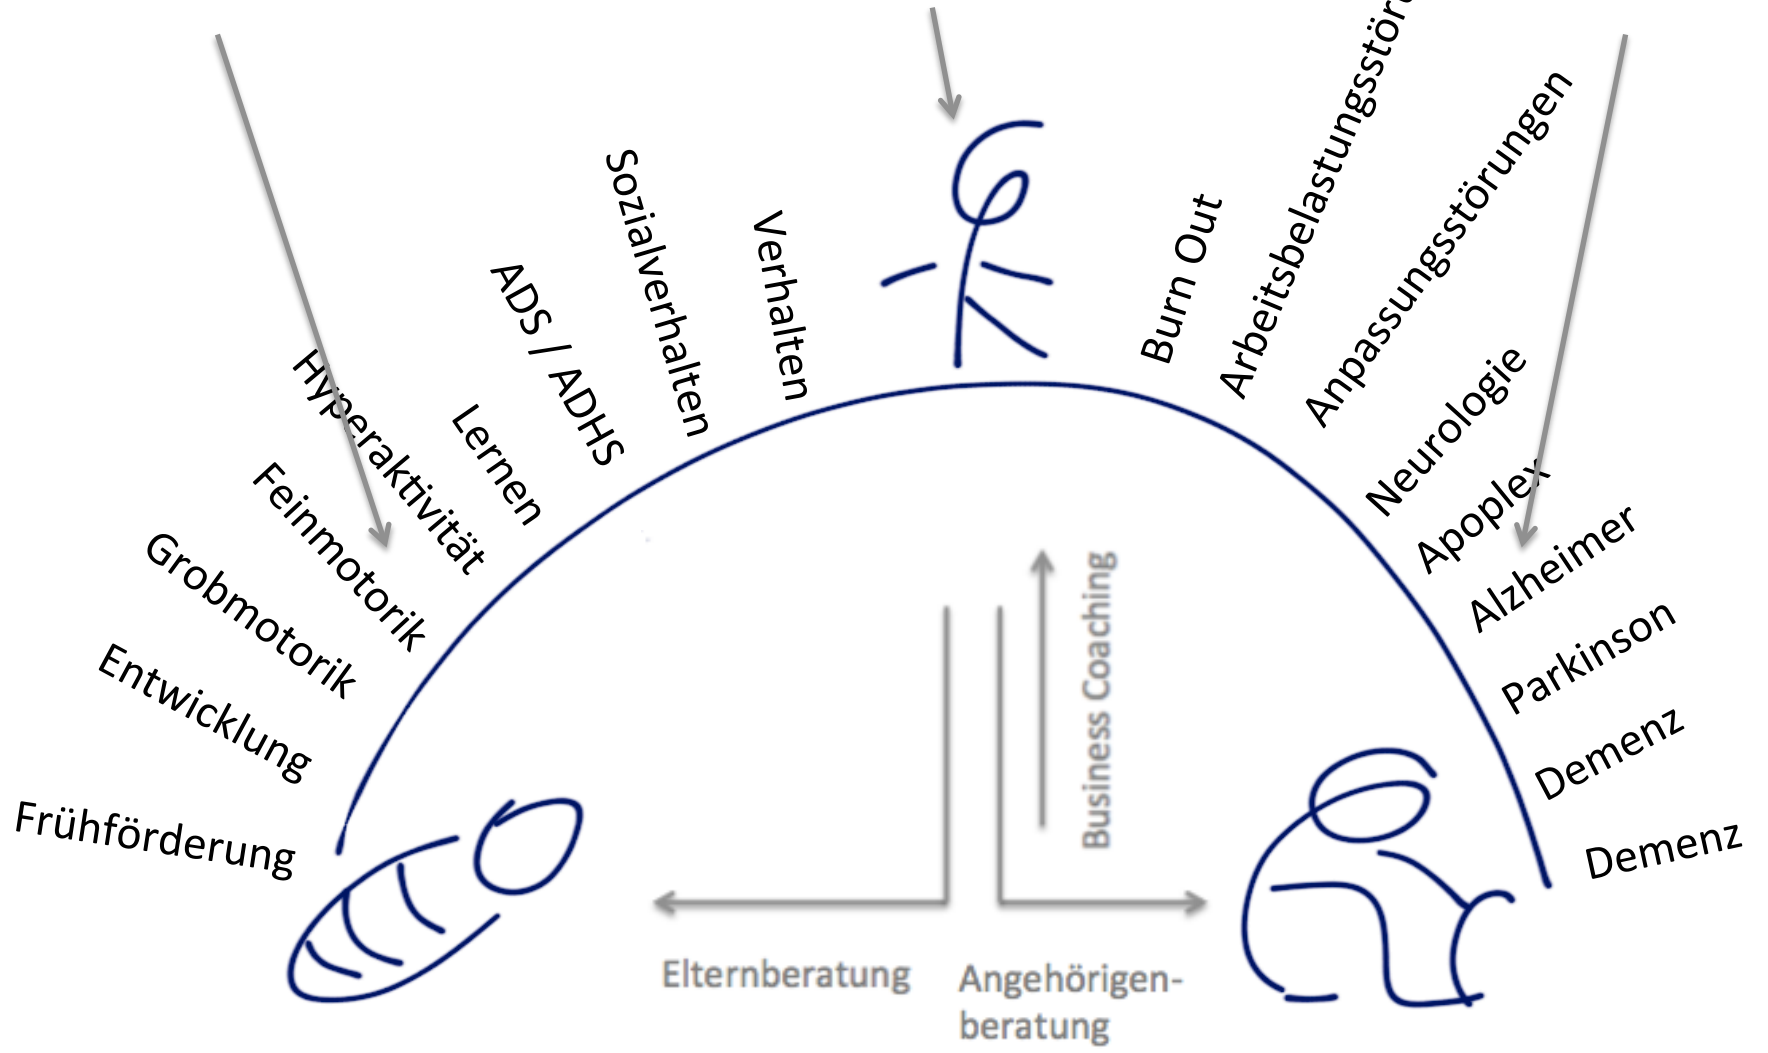 Frühförderung
Entwicklung
Grobmotorik
Feinmotorik
Hyperaktivität
Lernen
ADS / ADHS
Sozialverhalten
Verhalten
Burn Out
Arbeitsbelastungsstör
Anpassungsstörungen
Neurologie
Apoplex
Alzheimer
Parkinson
Demenz
Demenz
Business Coaching
Elternberatung
Angehörigen-
beratung